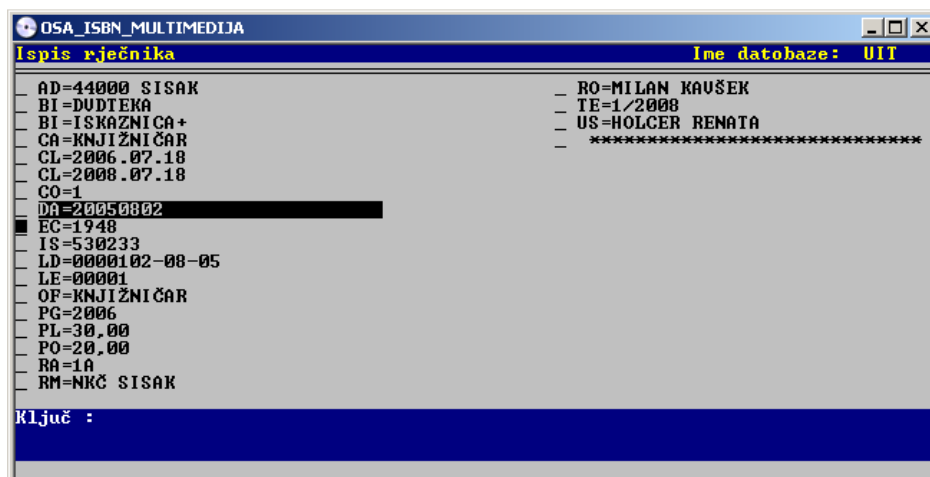 OSA_ISBN_MULTIMEDIJA
Ispis rječnika Ime datobaze: UIT
_ AD=44000 SISAK
_ BI=DVDTEKA
_ BI=ISKAZNICA+
_ CA=KNJIŽNIČAR
_ CL=2006.07.18
_ CL=2008.07.18
_ CO=1
_ DA=20050802
EC=1948
_ IS=530233
_ LD=0000102-08-05
_ LE=00001
_ OF=KNJIŽNIČAR
_ PG=2006
_ PL=30,00
_ PO=20,00
_ RA=1A
_ RM=NKČ SISAK
_ RO=MILAN KAVŠEK
_ TE=1/2008
_ US=HOLCER RENATA
_ ******************************
Ključ :